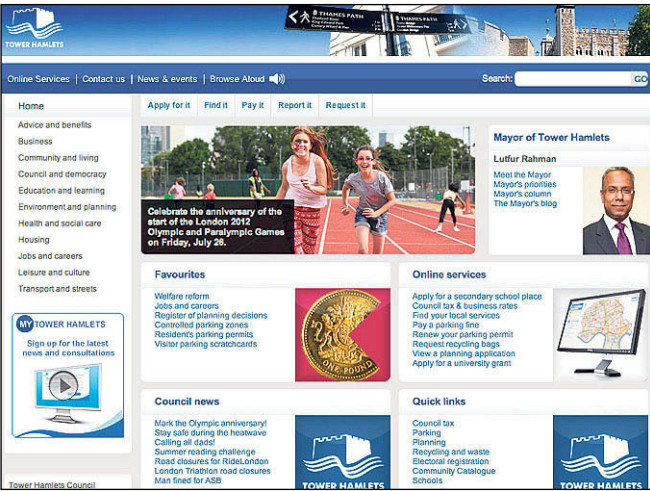 THAMES PATH
THAMES PATH
TOWER HAMLETS
Online Services | Contact us | News & events | Browse Aloud
Search:
GO
Home
Advice and benefits
Business
Community and living
Council and democracy
Education and learning
Environment and planning
Health and social care
Housing
Jobs and careers
Leisure and culture
Transport and streets
MY TOWER HAMLETS
Sign up for the latest
news and consultations
Tower Hamlets Council
Apply for it
Find it
Pay it
Report it
Request it
Celebrate the anniversary of the
start of the London 2012
Olympic and Paralympic Games
on Friday, July 26.
Mayor of Tower Hamlets
Lutfur Rahman
Meet the Mayor
Mayor's priorities
Mayor's column
The Mayor's blog
Favourites
Welfare reform
Jobs and careers
Register of planning decisions
Controlled parking zones
Resident's parking permits
Visitor parking scratchcards
ONE POUND
Online services
Apply for a secondary school place
Council tax & business rates
Find your local services
Pay a parking fine
Renew your parking permit
Request recycling bags
View a planning application
Apply for a university grant
Council news
Mark the Olympic anniversary!
Stay safe during the heatwave
Calling all dads!
Summer reading challenge
Road closures for RideLondon
London Triathlon road closures
Man fined for ASB
TOWER HAMLETS
Quick links
Council tax
Parking
Planning
Recycling and waste
Electoral registration
Community Catalogue
Schools
TOWER HAMLETS